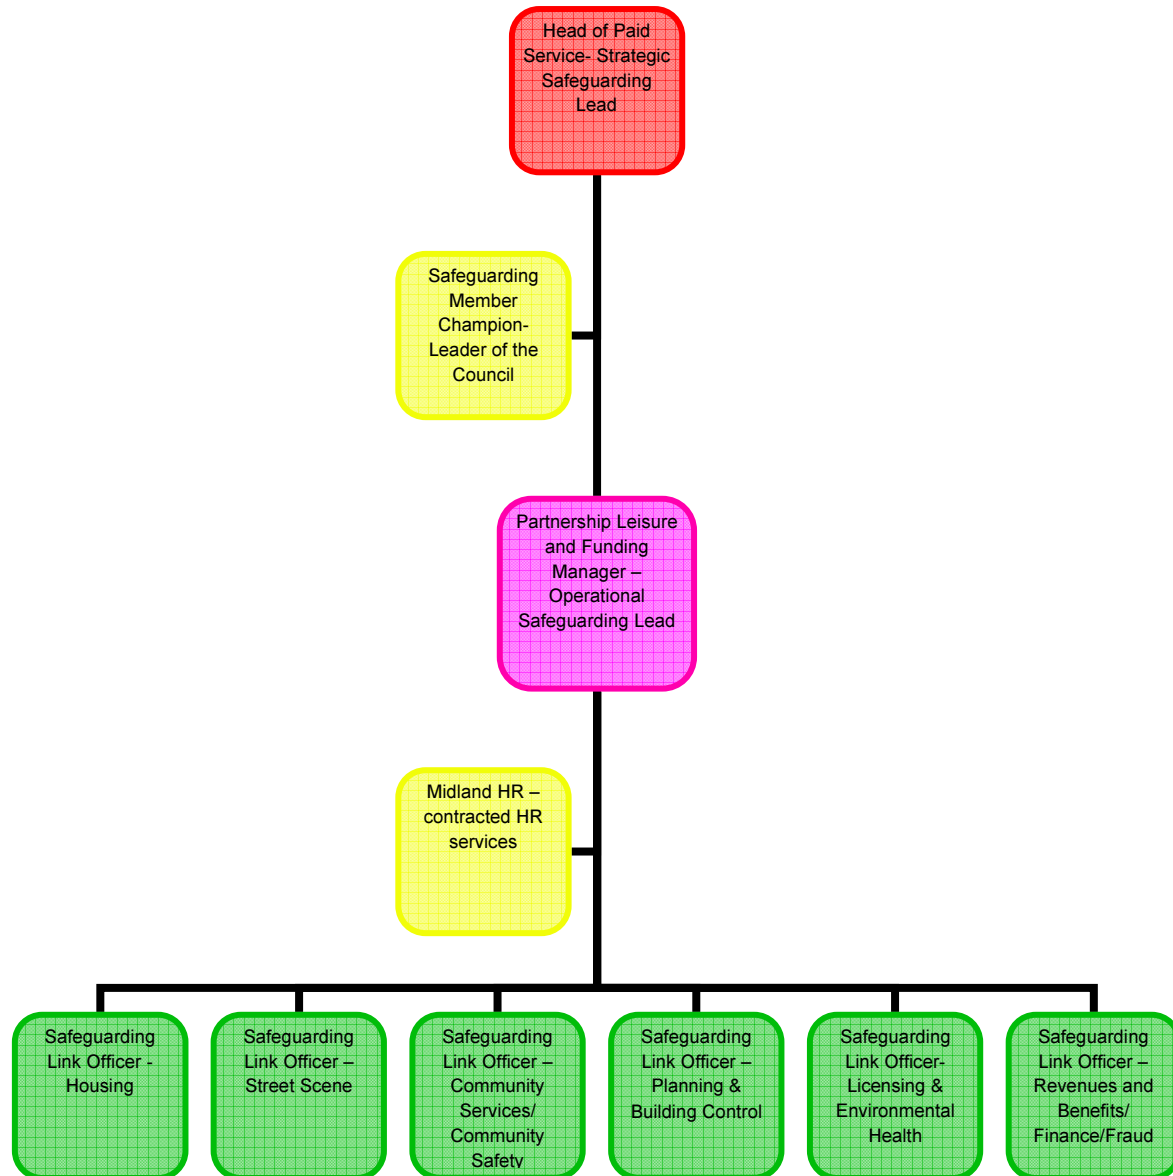 Head of Paid
Service- Strategic
Safeguarding
Lead
Safeguarding
Member
Champion-
Leader of the
Council
Partnership Leisure
and Funding
Manager –
Operational
Safeguarding Lead
Midland HR –
contracted HR
services
Safeguarding
Link Officer -
Housing
Safeguarding
Link Officer –
Street Scene
Safeguarding
Link Officer –
Community
Services/
Community
Safety
Safeguarding
Link Officer –
Planning &
Building Control
Safeguarding
Link Officer-
Licensing &
Environmental
Health
Safeguarding
Link Officer –
Revenues and
Benefits/
Finance/Fraud